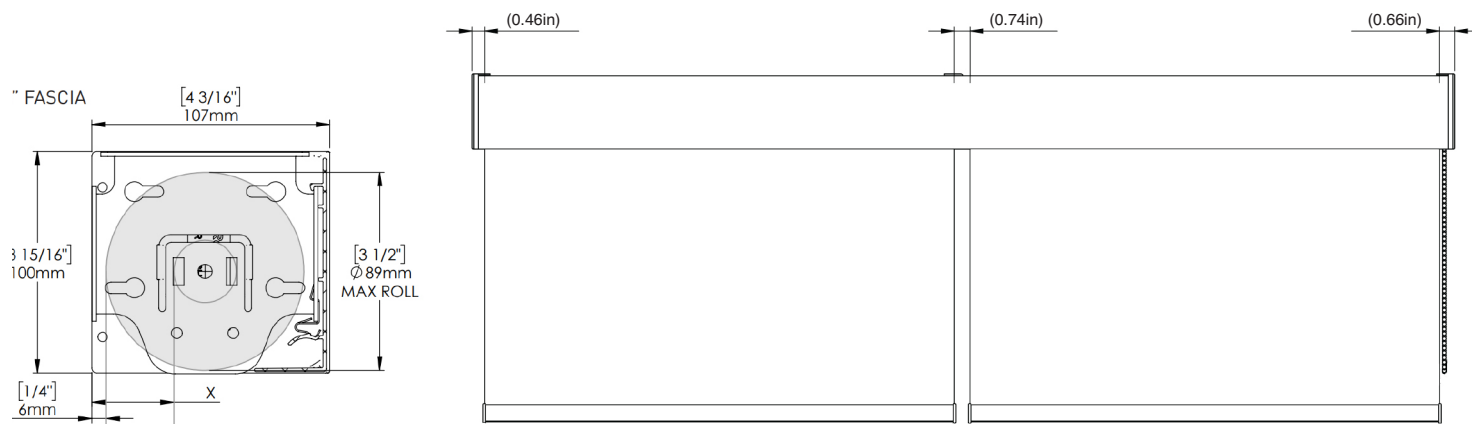 " FASCIA
[4 3/16"]
107mm
3 15/16"]
100mm
[3 1/2"]
Ø89mm
MAX ROLL
[1/4"]
6mm
X
(0.46in)
(0.74in)
(0.66in)